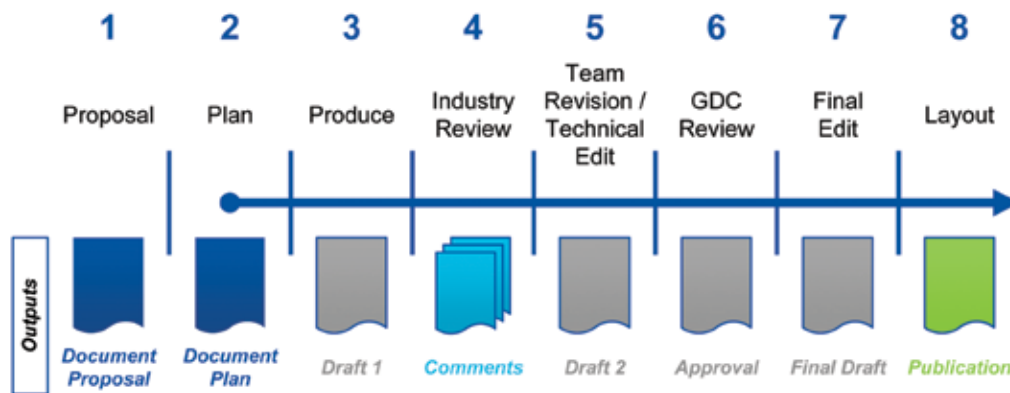 1 2 3 4 5 6 7 8
Proposal
Plan
Produce
Industry
Review
Team
Revision /
Technical
Edit
GDC
Review
Final
Edit
Layout
Outputs
Document
Proposal
Document
Plan
Draft 1
Comments
Draft 2
Approval
Final Draft
Publication